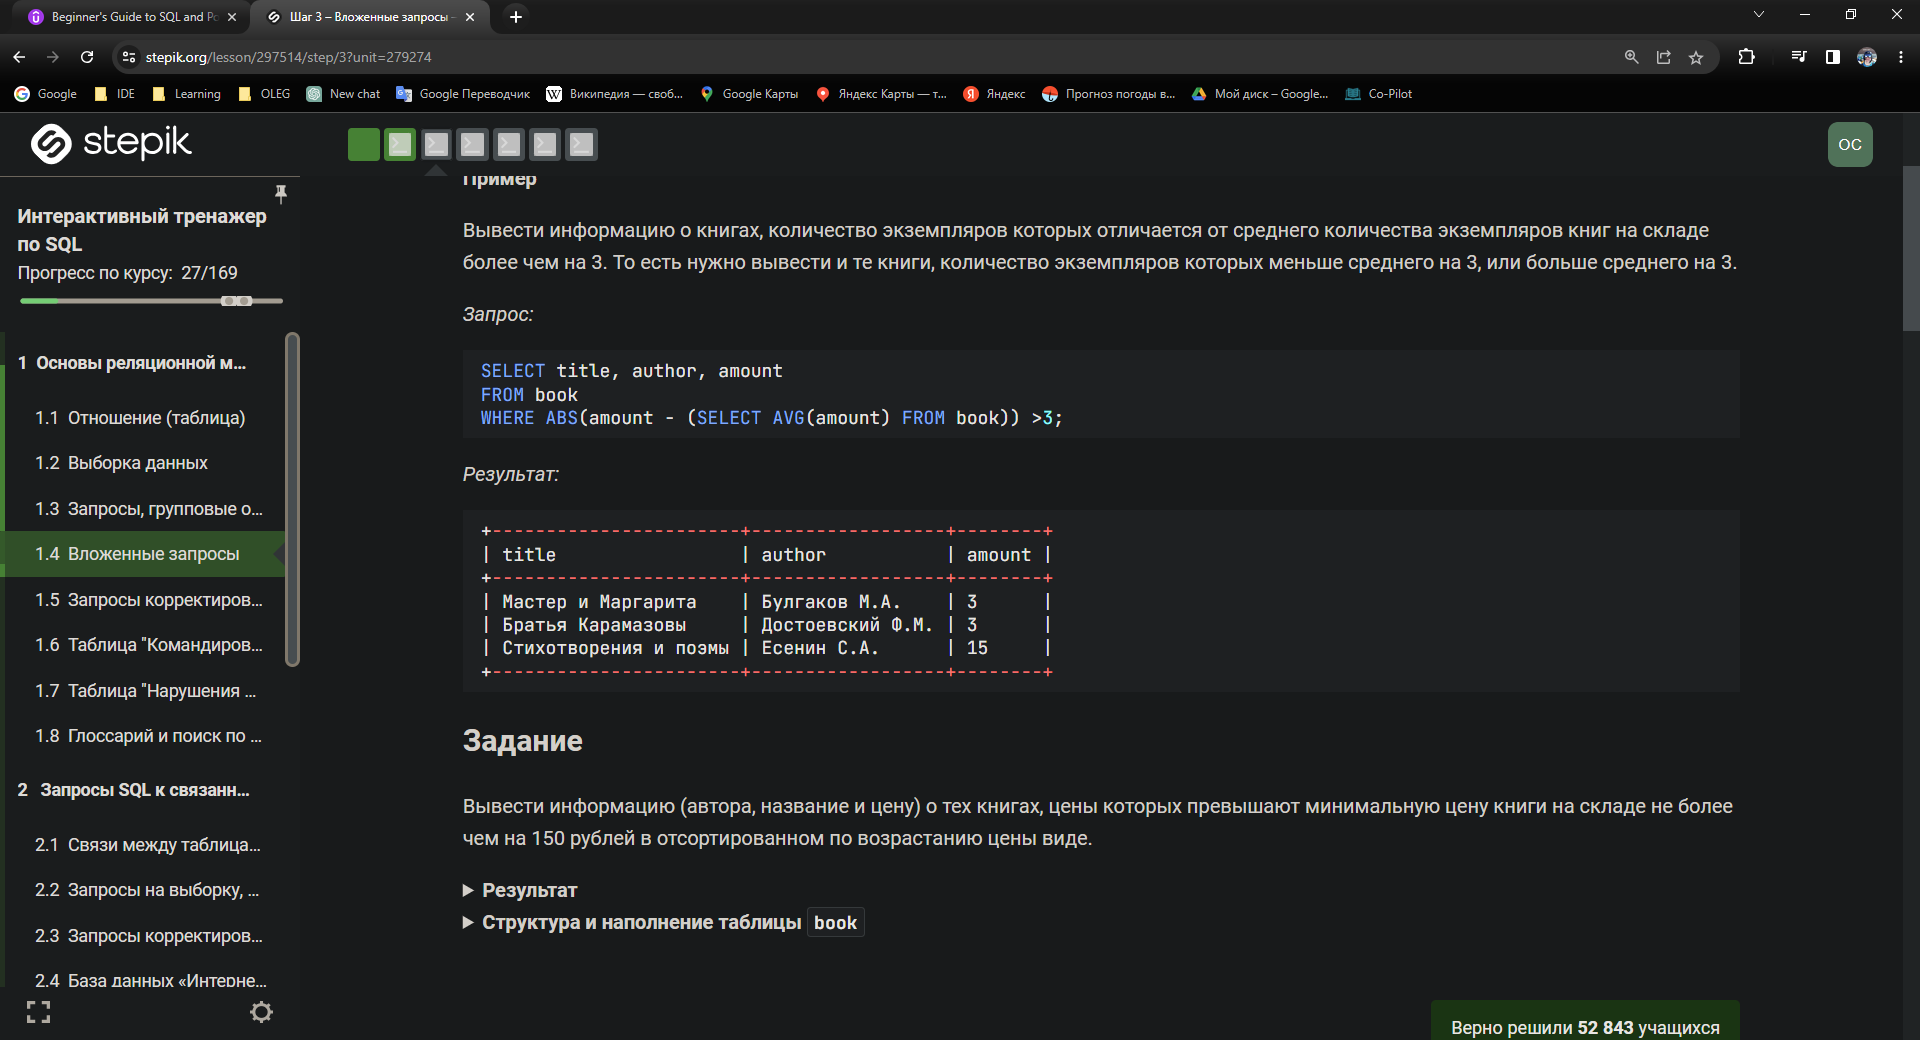 Beginner's Guide to SQL and Po
Шаг 3 – Вложенные запросы –
stepik.org/lesson/297514/step/3?unit=279274
Google
IDE
Learning
OLEG
New chat
Google Переводчик
Википедия — своб...
Google Карты
Яндекс Карты — т...
Яндекс
Прогноз погоды в...
Мой диск – Google...
Co-Pilot
stepik
ОС
Интерактивный тренажер
по SQL
Прогресс по курсу: 27/169
1 Основы реляционной м...
1.1 Отношение (таблица)
1.2 Выборка данных
1.3 Запросы, групповые о...
1.4 Вложенные запросы
1.5 Запросы корректиров...
1.6 Таблица "Командиров...
1.7 Таблица "Нарушения ...
1.8 Глоссарий и поиск по ...
2 Запросы SQL к связанн...
2.1 Связи между таблица...
2.2 Запросы на выборку, ...
2.3 Запросы корректиров...
2.4 База данных «Интерне...
Пример
Вывести информацию о книгах, количество экземпляров которых отличается от среднего количества экземпляров книг на складе
более чем на 3. То есть нужно вывести и те книги, количество экземпляров которых меньше среднего на 3, или больше среднего на 3.
Запрос:
SELECT title, author, amount
FROM book
WHERE ABS(amount - (SELECT AVG(amount) FROM book)) >3;
Результат:
+-----------------------+------------------+--------+
| title                 | author           | amount |
+-----------------------+------------------+--------+
| Мастер и Маргарита    | Булгаков М.А.    | 3      |
| Братья Карамазовы     | Достоевский Ф.М. | 3      |
| Стихотворения и поэмы | Есенин С.А.      | 15     |
+-----------------------+------------------+--------+
Задание
Вывести информацию (автора, название и цену) о тех книгах, цены которых превышают минимальную цену книги на складе не более
чем на 150 рублей в отсортированном по возрастанию цены виде.
Результат
Структура и наполнение таблицы book
Верно решили 52 843 учащихся